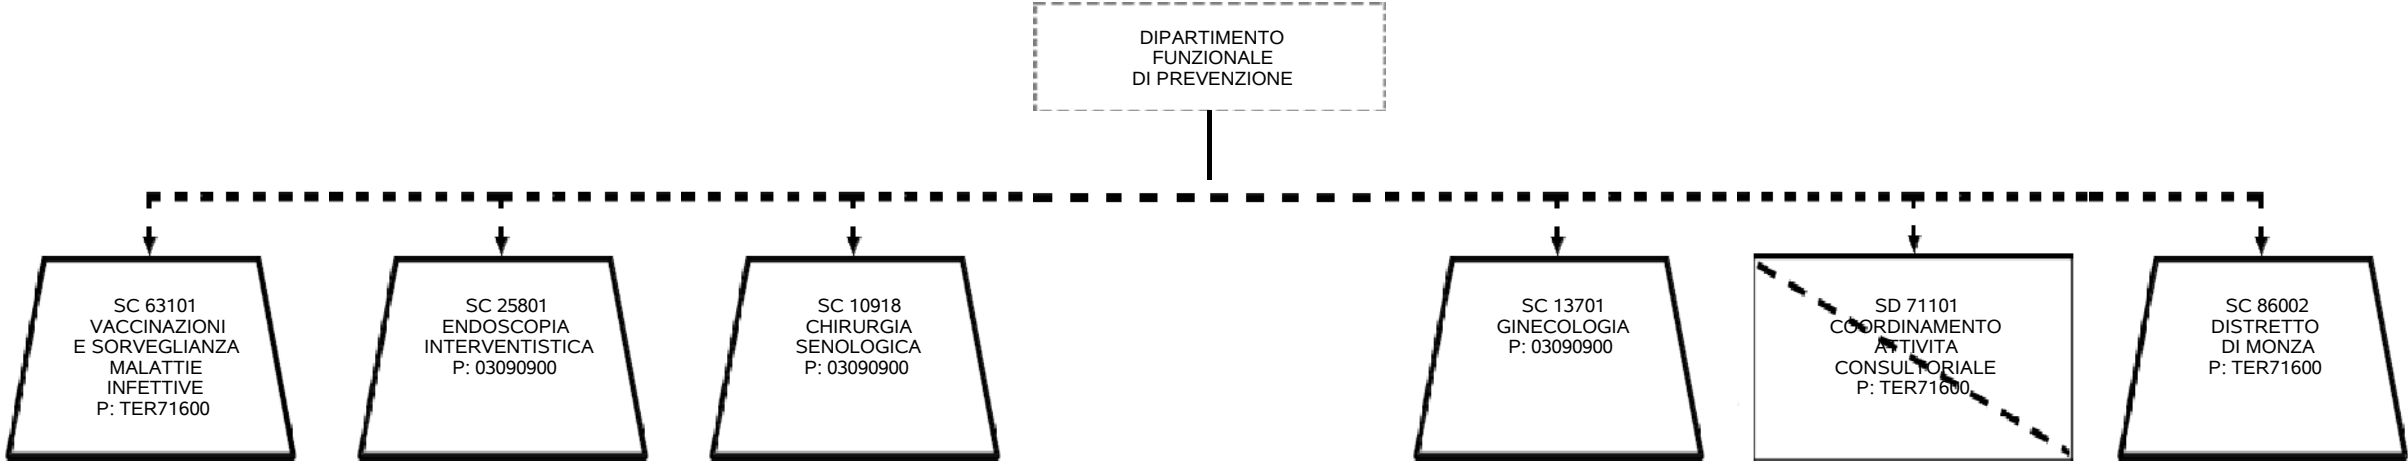 DIPARTIMENTO
FUNZIONALE
DI PREVENZIONE
SC 63101
VACCINAZIONI
E SORVEGLIANZA
MALATTIE
INFETTIVE
P: TER71600
SC 25801
ENDOSCOPIA
INTERVENTISTICA
P: 03090900
SC 10918
CHIRURGIA
SENOLOGICA
P: 03090900
SC 13701
GINECOLOGIA
P: 03090900
SD 71101
COORDINAMENTO
ATTIVITA
CONSULTORIALE
P: TER71600
SC 86002
DISTRETTO
DI MONZA
P: TER71600